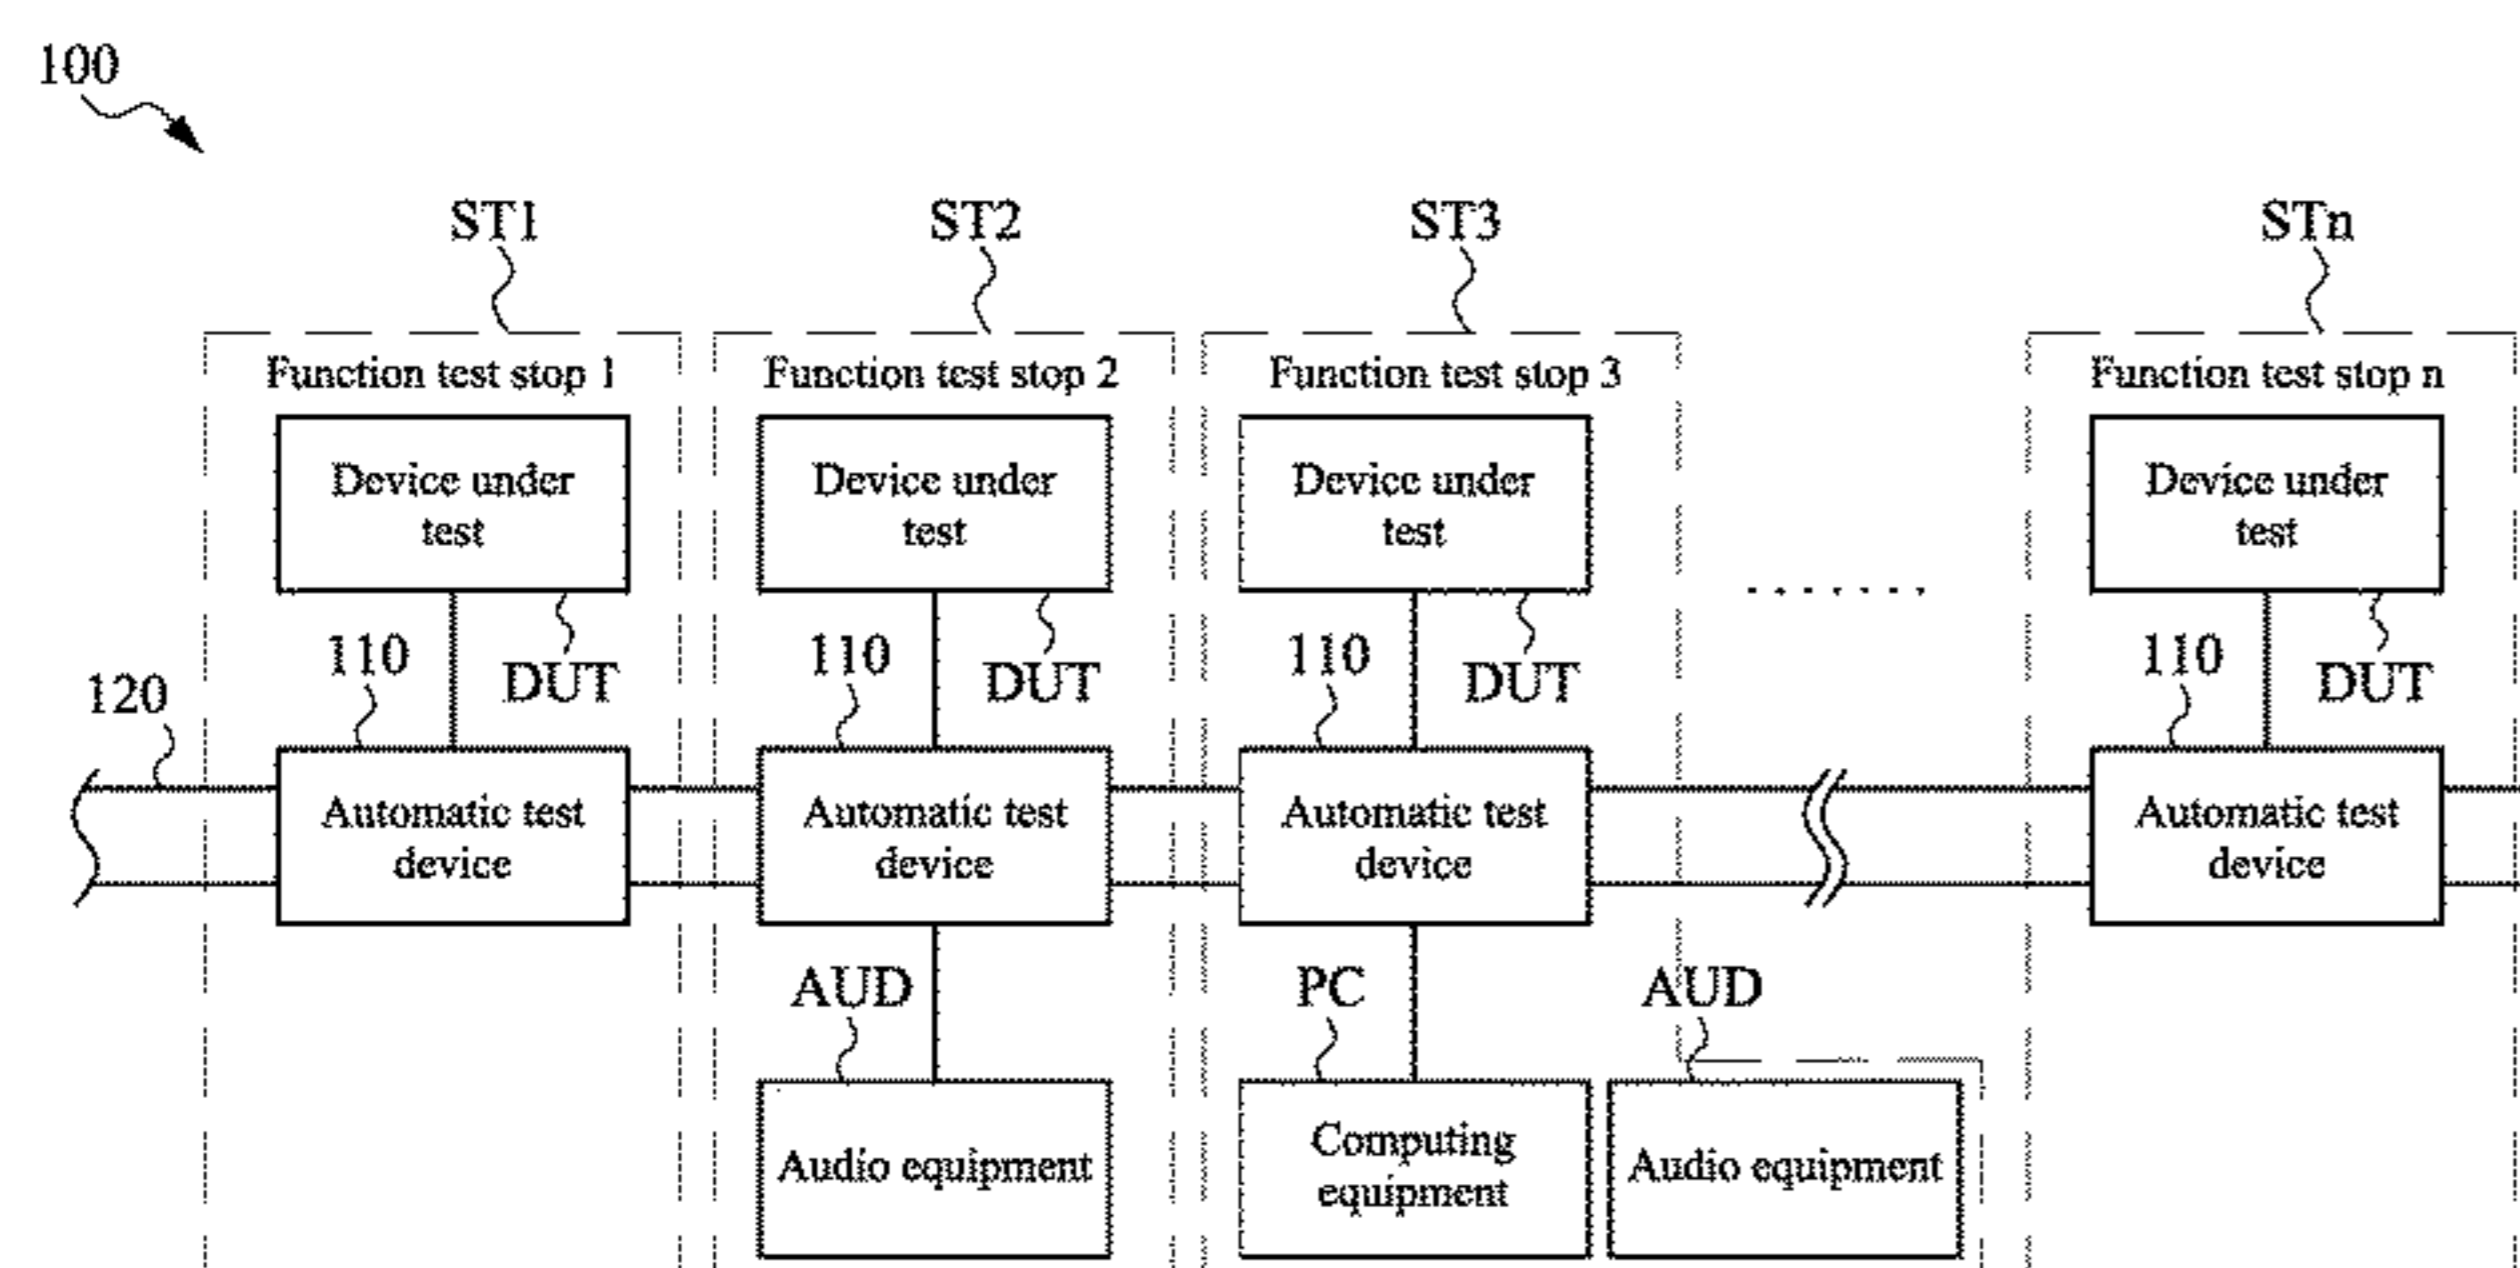 100
ST1
ST2
ST3
STn
Function test stop 1
Function test stop 2
Function test stop 3
Function test stop n
Device under
test
Device under
test
Device under
test
Device under
test
.......
110
DUT
110
DUT
110
DUT
110
DUT
120
Automatic test
device
Automatic test
device
Automatic test
device
Automatic test
device
AUD
PC
AUD
Audio equipment
Computing
equipment
Audio equipment